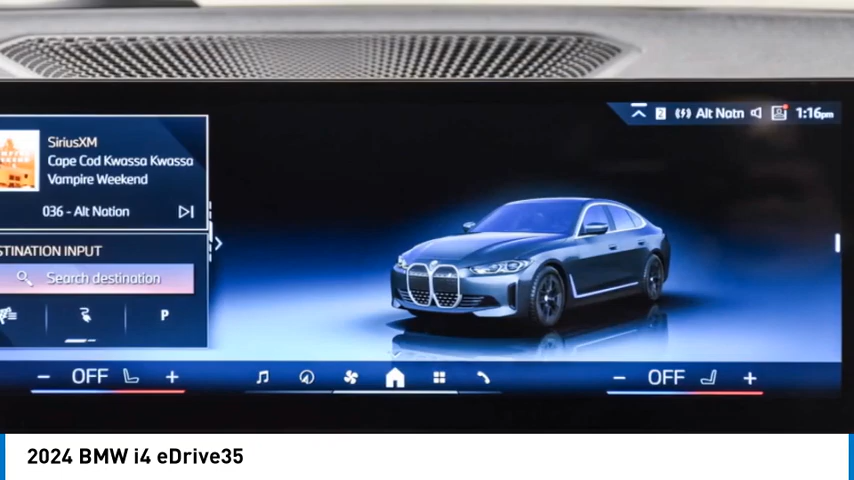 SiriusXM
Cape Cod Kwassa Kwassa
Vampire Weekend
036 - Alt Nation
STINATION INPUT
Search destination
P
2 Alt Natn 1:16pm
− OFF +
− OFF +
2024 BMW i4 eDrive35